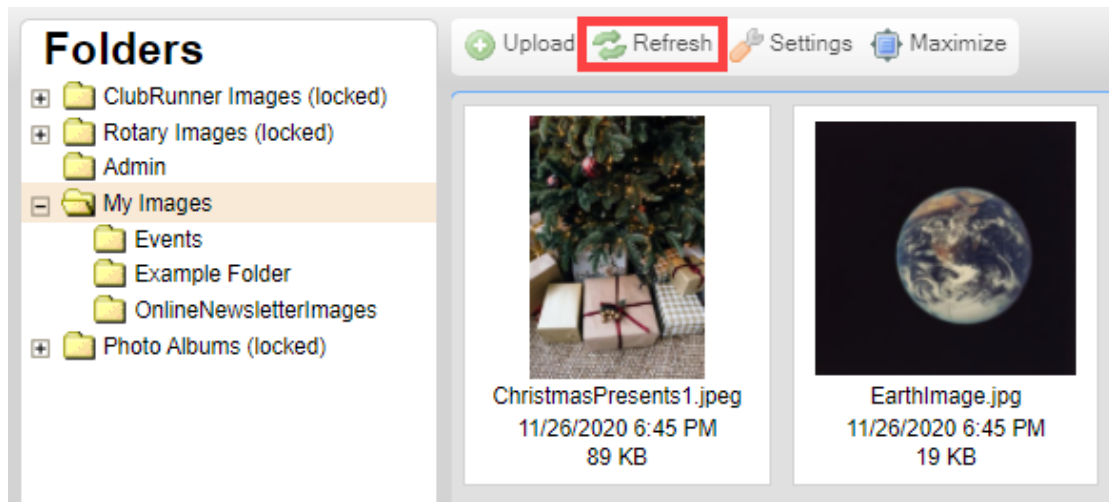 Folders
ClubRunner Images (locked)
Rotary Images (locked)
Admin
My Images
Events
Example Folder
OnlineNewsletterImages
Photo Albums (locked)
Upload Refresh Settings Maximize
ChristmasPresents1.jpeg
11/26/2020 6:45 PM
89 KB
EarthImage.jpg
11/26/2020 6:45 PM
19 KB